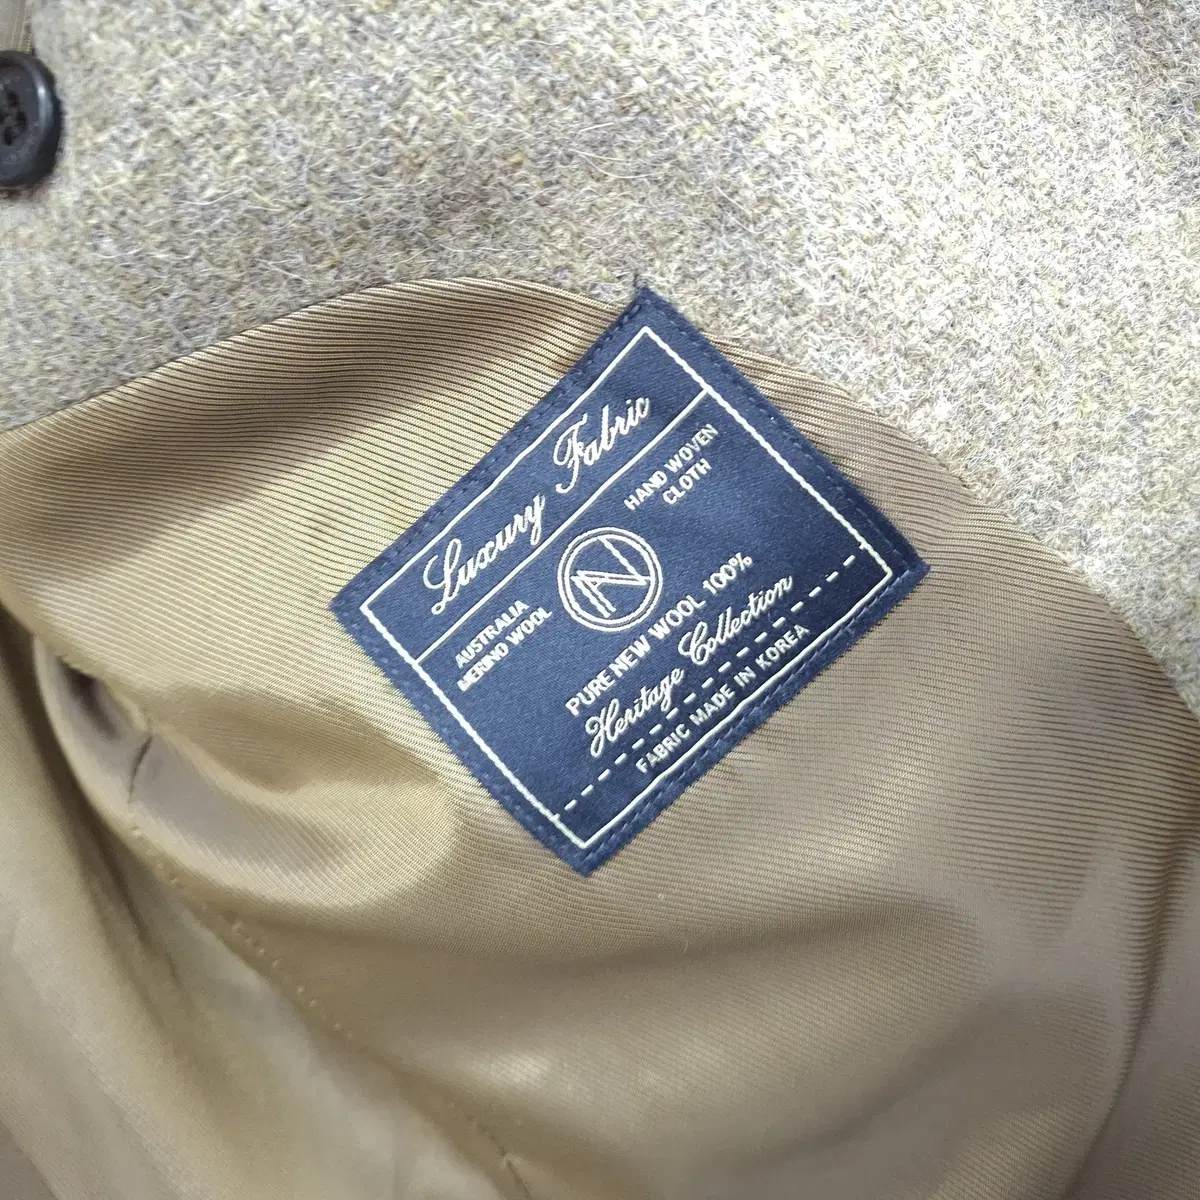 Luxury Fabric
HAND WOVEN
CLOTH
AUSTRALIA
MERINO WOOL
PURE NEW WOOL 100%
Heritage Collection
FABRIC MADE IN KOREA